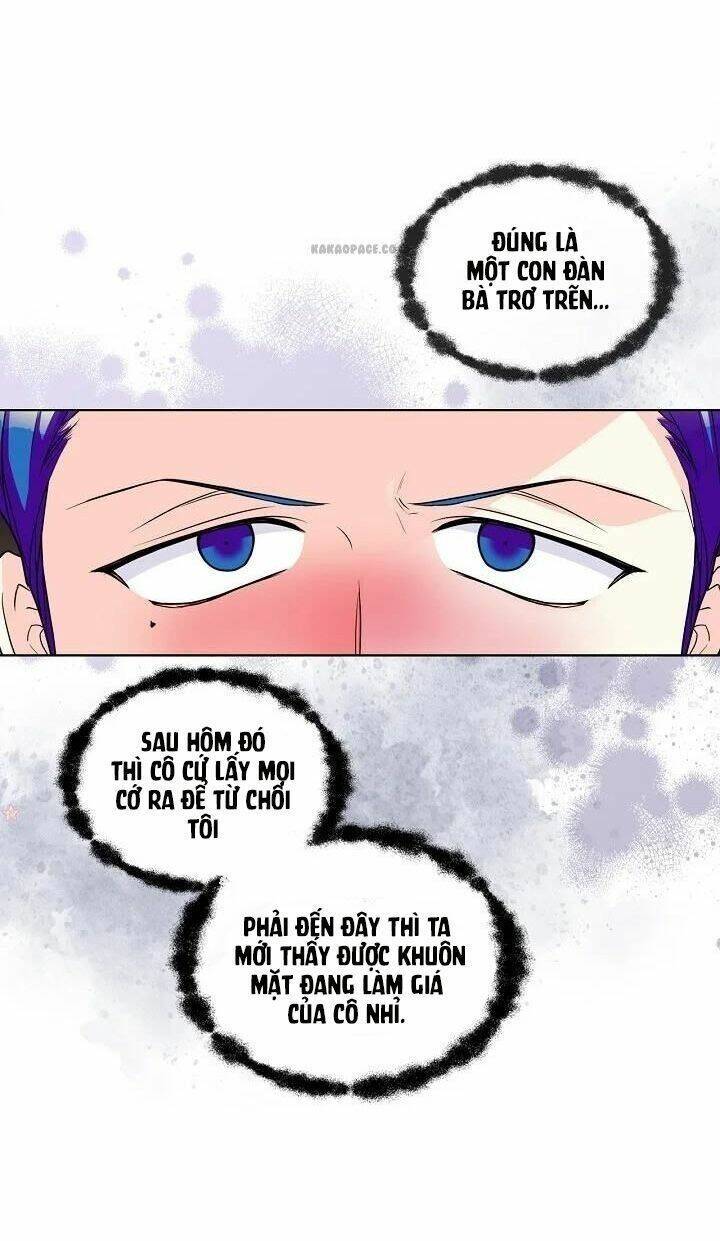 KAKAOPAGE.CO
ĐÚNG LÀ
MỘT CON ĐÀN
BÀ TRƠ TRẼN...
SAU HÔM ĐÓ
THÌ CÔ CỨ LẤY MỌI
CỚ RA ĐỂ TỪ CHỐI
TÔI
PHẢI ĐẾN ĐÂY THÌ TA
MỚI THẤY ĐƯỢC KHUÔN
MẶT ĐANG LÀM GIÁ
CỦA CÔ NHỈ.